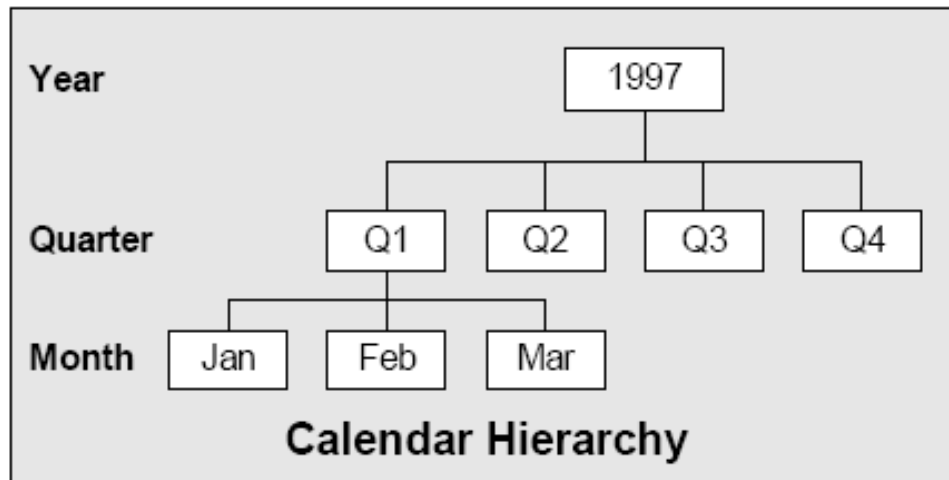 Year 1997
Quarter Q1 Q2 Q3 Q4
Month Jan Feb Mar
Calendar Hierarchy